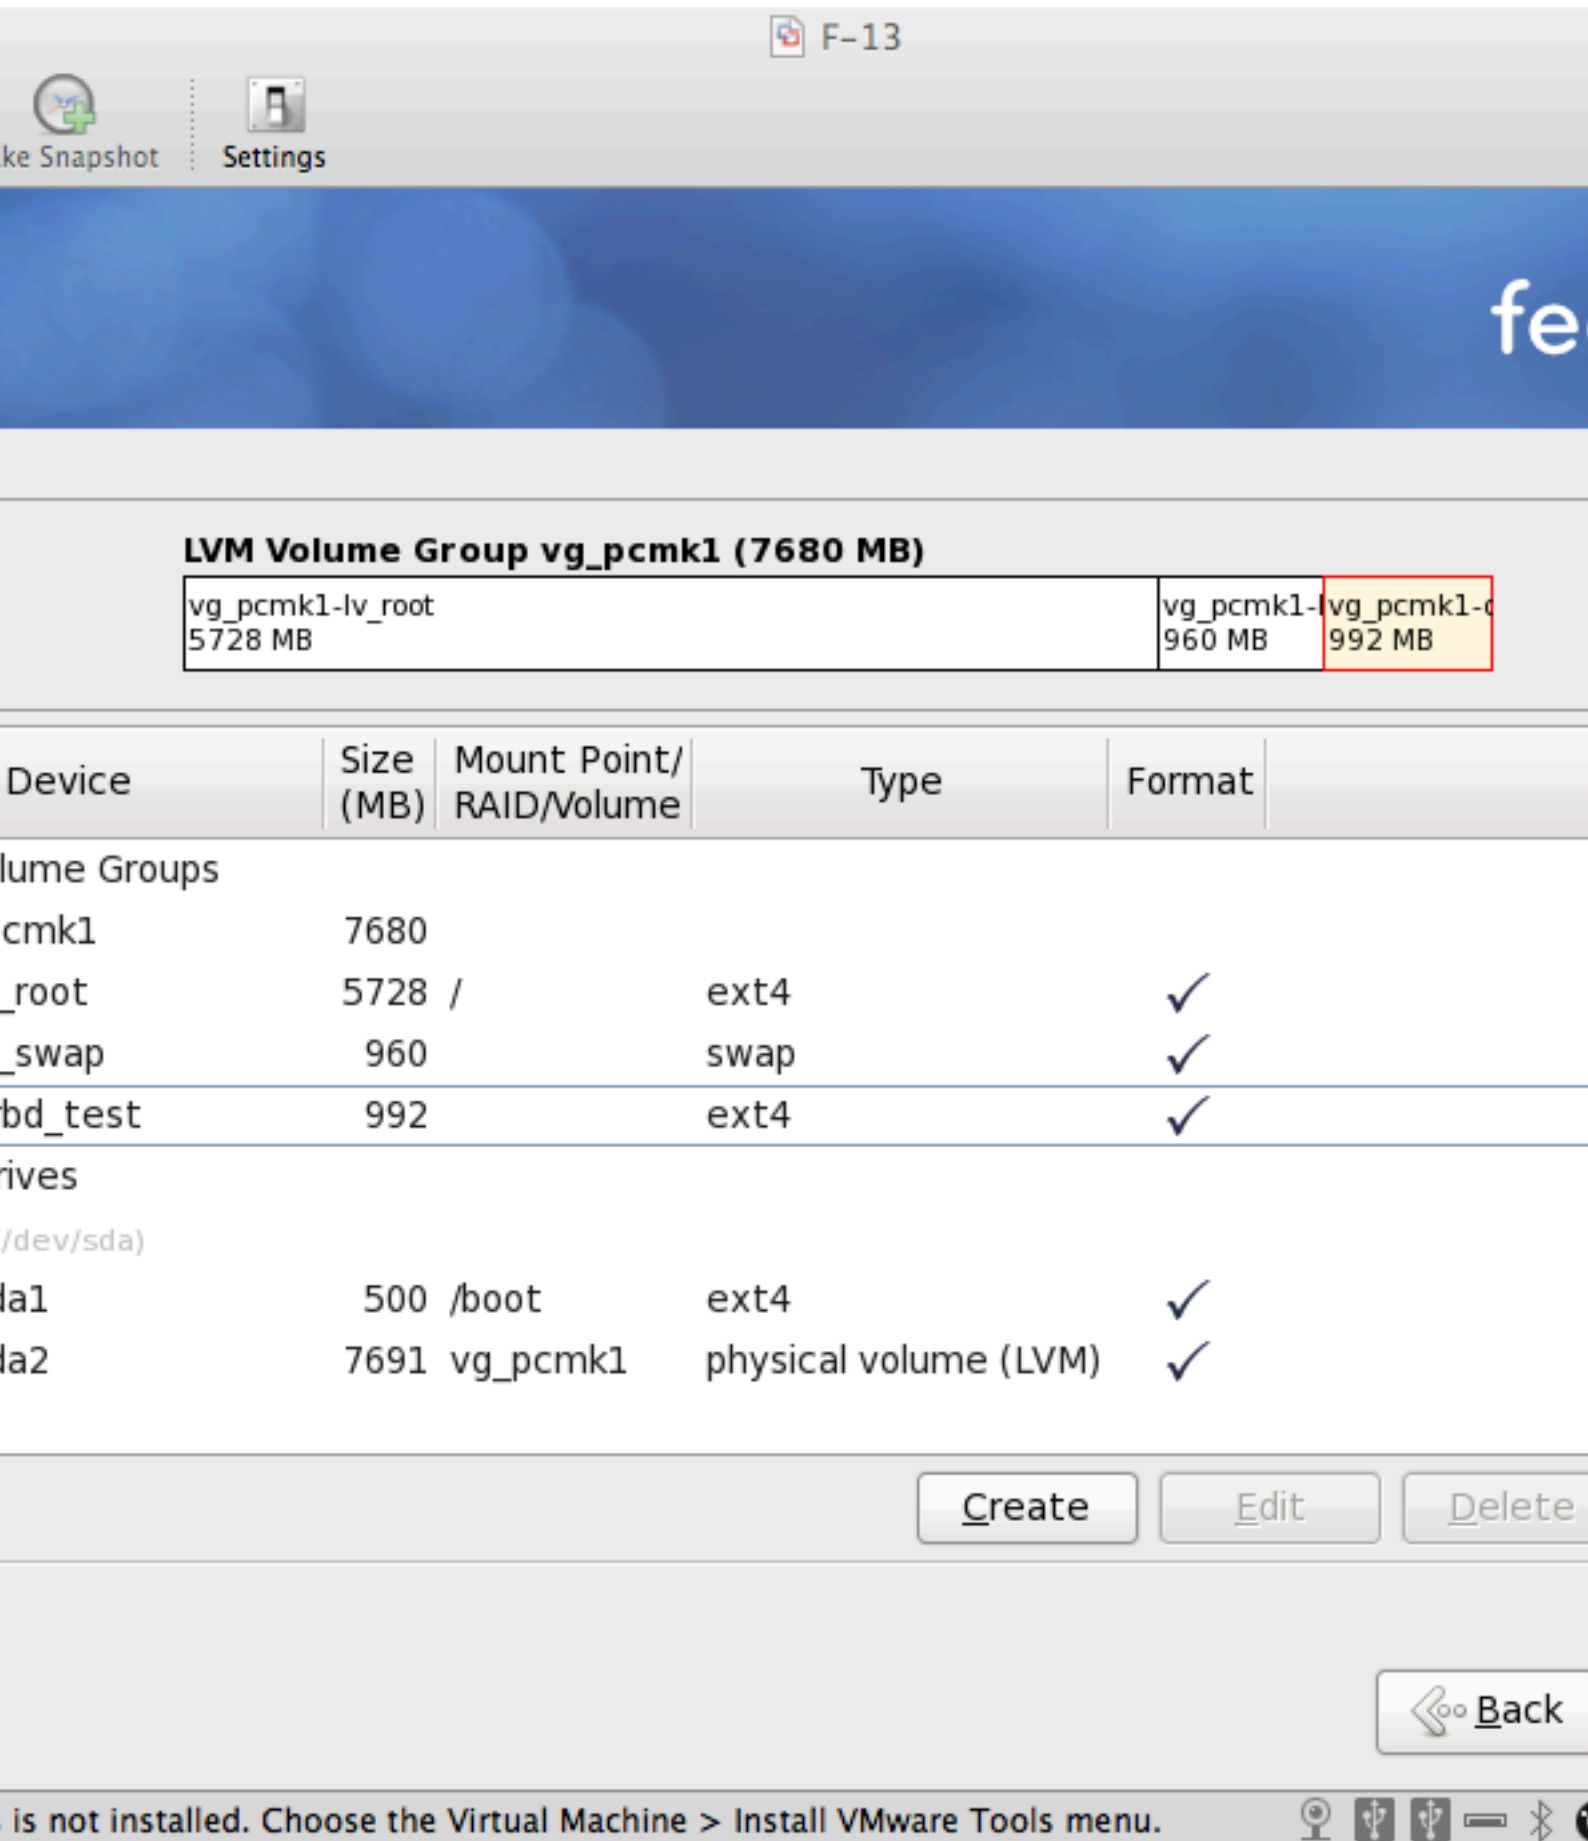 F-13
ke Snapshot
Settings
fe
LVM Volume Group vg_pcmk1 (7680 MB)
vg_pcmk1-lv_root
5728 MB
vg_pcmk1-l
960 MB
vg_pcmk1-d
992 MB
Device
Size (MB)
Mount Point/ RAID/Volume
Type
Format
lume Groups
cmk1 7680
_root 5728 / ext4 ✓
_swap 960 swap ✓
bd_test 992 ext4 ✓
rives
/dev/sda)
da1 500 /boot ext4 ✓
da2 7691 vg_pcmk1 physical volume (LVM) ✓
Create
Edit
Delete
Back
is not installed. Choose the Virtual Machine > Install VMware Tools menu.